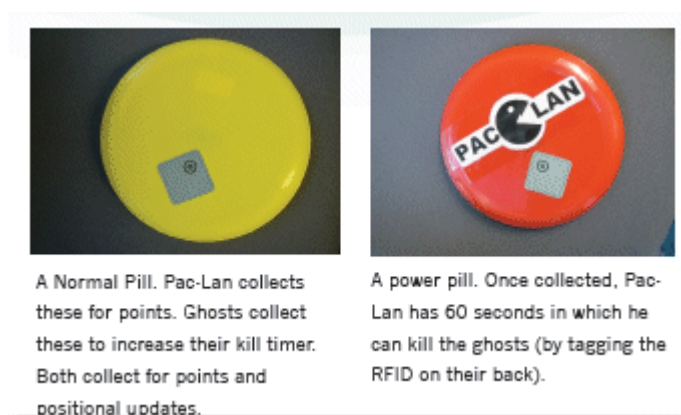 PAC LAN
A Normal Pill. Pac-Lan collects
these for points. Ghosts collect
these to increase their kill timer.
Both collect for points and
positional updates.
A power pill. Once collected, Pac-
Lan has 60 seconds in which he
can kill the ghosts (by tagging the
RFID on their back).